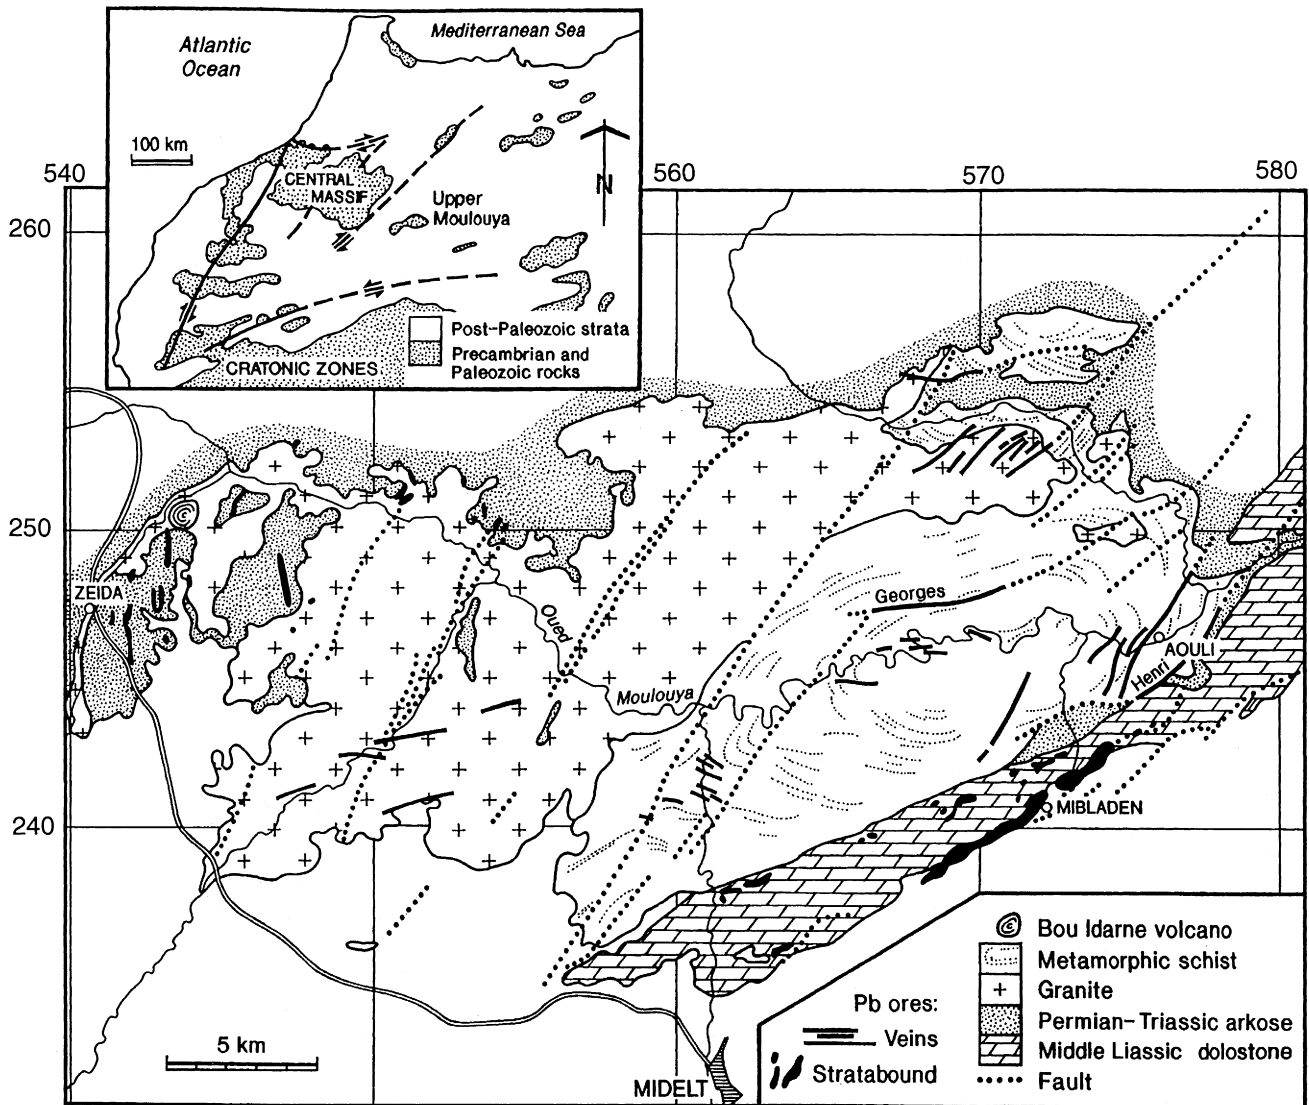 Atlantic
Ocean
Mediterranean Sea
100 km
CENTRAL
MASSIF
Upper
Moulouya
N
Post-Paleozoic strata
Precambrian and
Paleozoic rocks
CRATONIC ZONES
540
560
570
580
260
250
240
ZEIDA
Oued
Moulouya
Georges
AOULI
Henri
MIBLADEN
MIDELT
5 km
Bou Idarne volcano
Metamorphic schist
Granite
Permian-Triassic arkose
Middle Liassic dolostone
Fault
Pb ores:
Veins
Stratabound